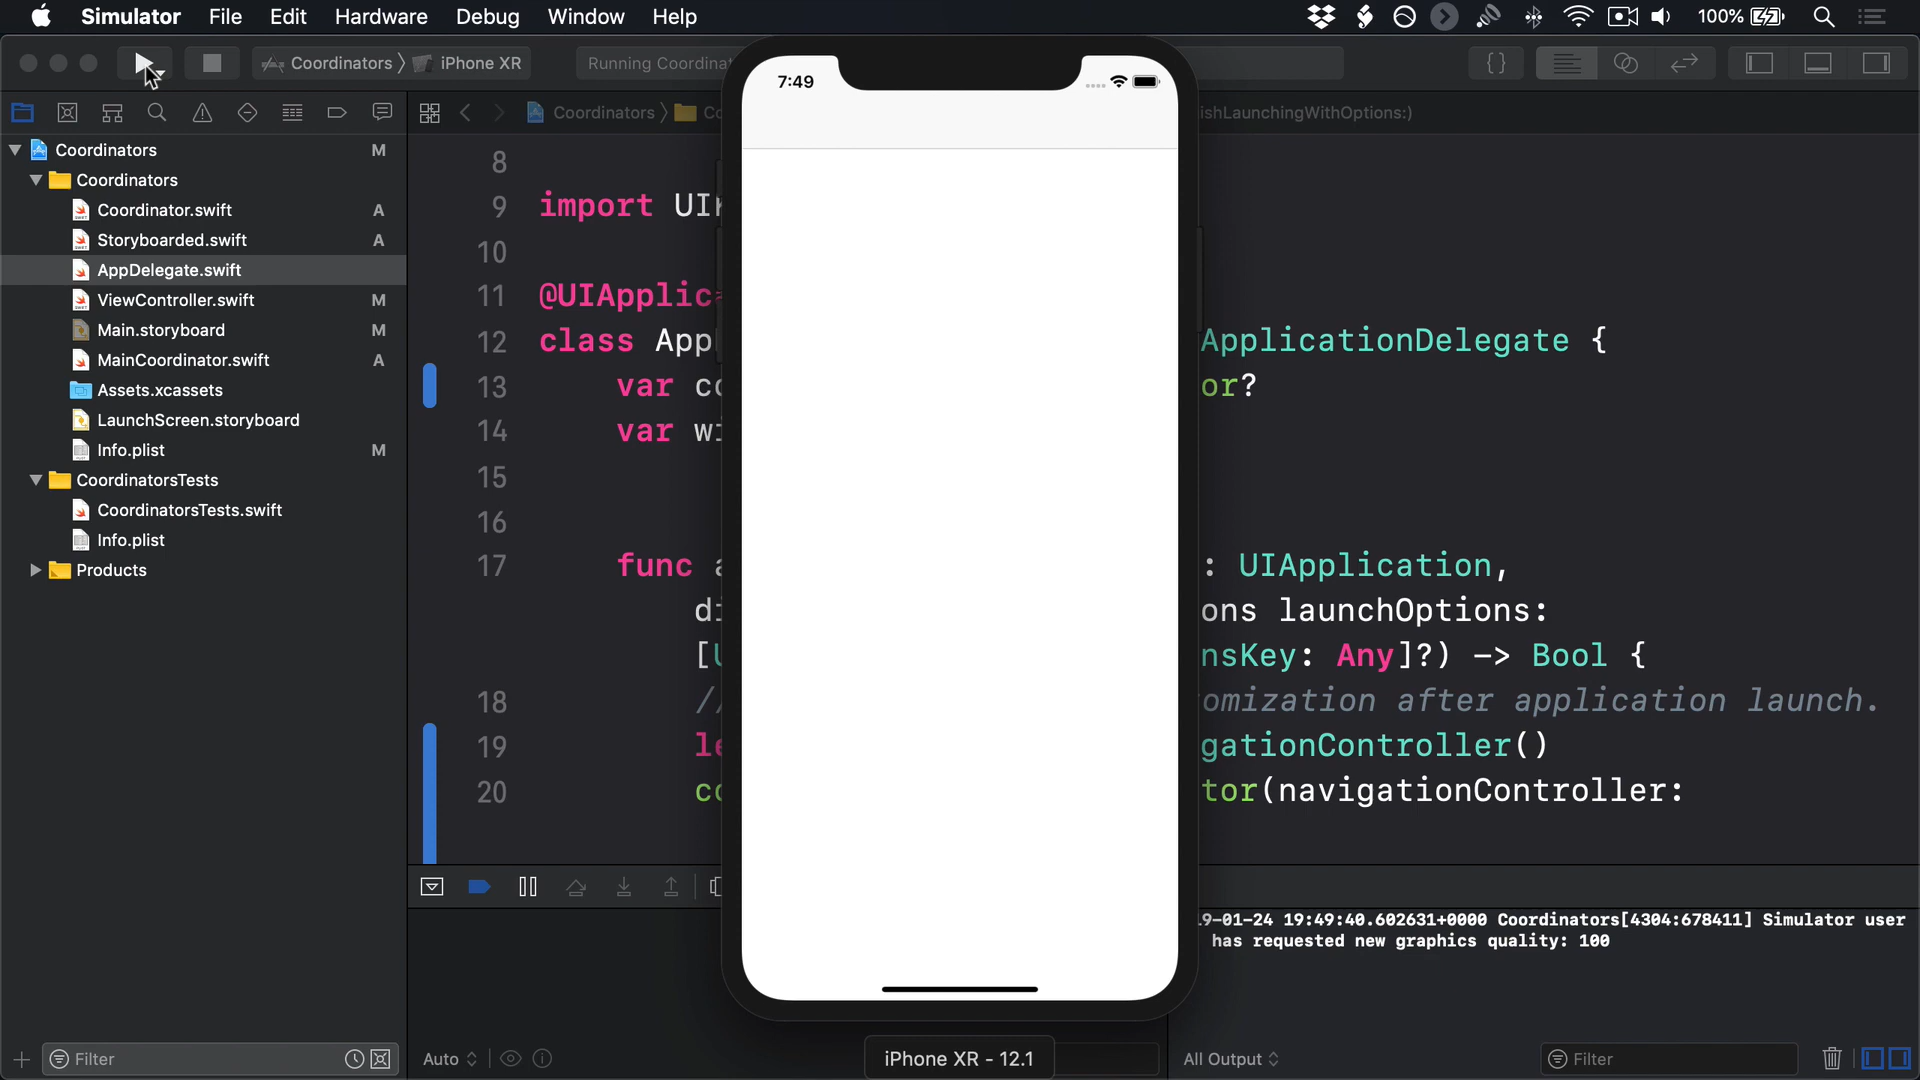 Simulator File Edit Hardware Debug Window Help 100%
Coordinators iPhone XR Running Coordinat
Coordinators Co ishLaunchingWithOptions:)
Coordinators M
Coordinators
Coordinator.swift A
Storyboarded.swift A
AppDelegate.swift
ViewController.swift M
Main.storyboard M
MainCoordinator.swift A
Assets.xcassets
LaunchScreen.storyboard
Info.plist M
CoordinatorsTests
CoordinatorsTests.swift
Info.plist
Products
Filter
8
9 import UIK
10
11 @UIApplica
12 class App ApplicationDelegate {
13 var co or?
14 var wi
15
16
17 func a : UIApplication,
di ons launchOptions:
[U nsKey: Any]?) -> Bool {
18 // omization after application launch.
19 le gationController()
20 co tor(navigationController:
7:49
19-01-24 19:49:40.602631+0000 Coordinators[4304:678411] Simulator user
has requested new graphics quality: 100
Auto
iPhone XR - 12.1
All Output
Filter